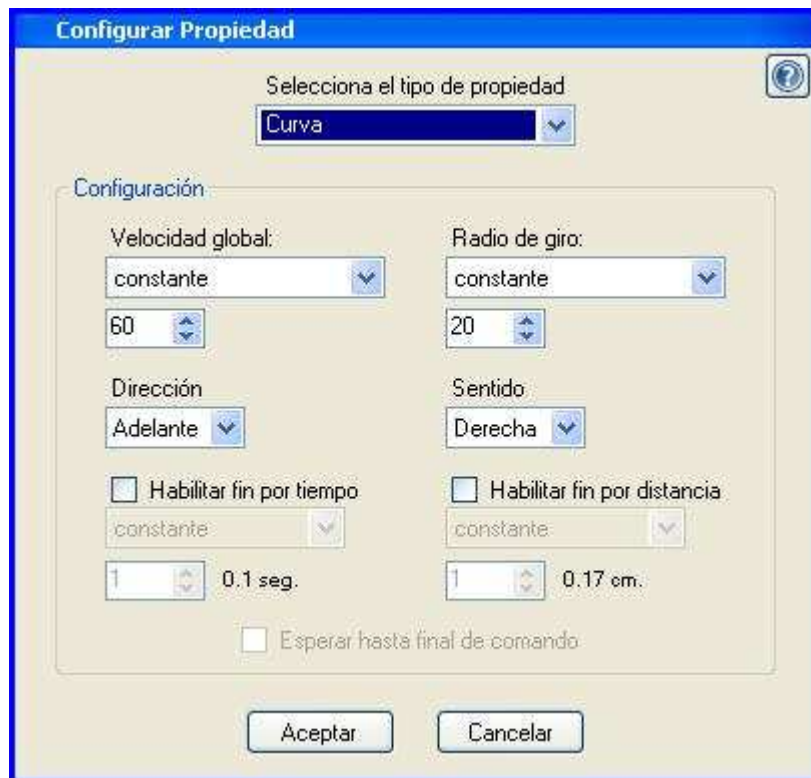 Configurar Propiedad
Selecciona el tipo de propiedad
Curva
Configuración
Velocidad global:
Radio de giro:
constante
constante
60
20
Dirección
Sentido
Adelante
Derecha
Habilitar fin por tiempo
Habilitar fin por distancia
constante
constante
1
0.1 seg.
1
0.17 cm.
Esperar hasta final de comando
Aceptar
Cancelar